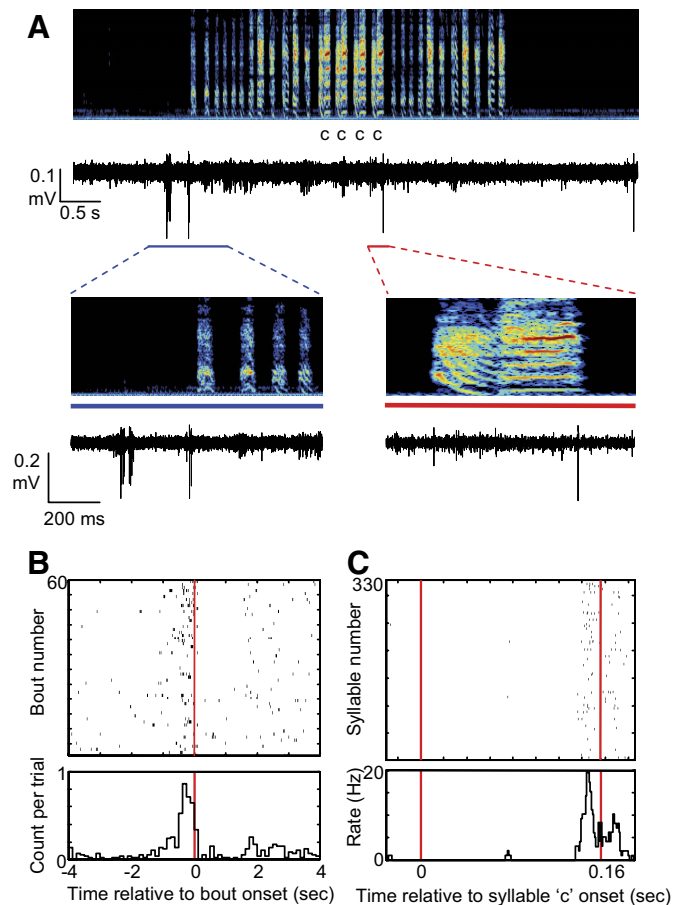 A
c c c c
0.1
mV
0.5 s
0.2
mV
200 ms
B
60
Bout number
1
Count per trial
0
-4 -2 0 2 4
Time relative to bout onset (sec)
C
330
Syllable number
20
Rate (Hz)
0
0 0.16
Time relative to syllable ‘c’ onset (sec)